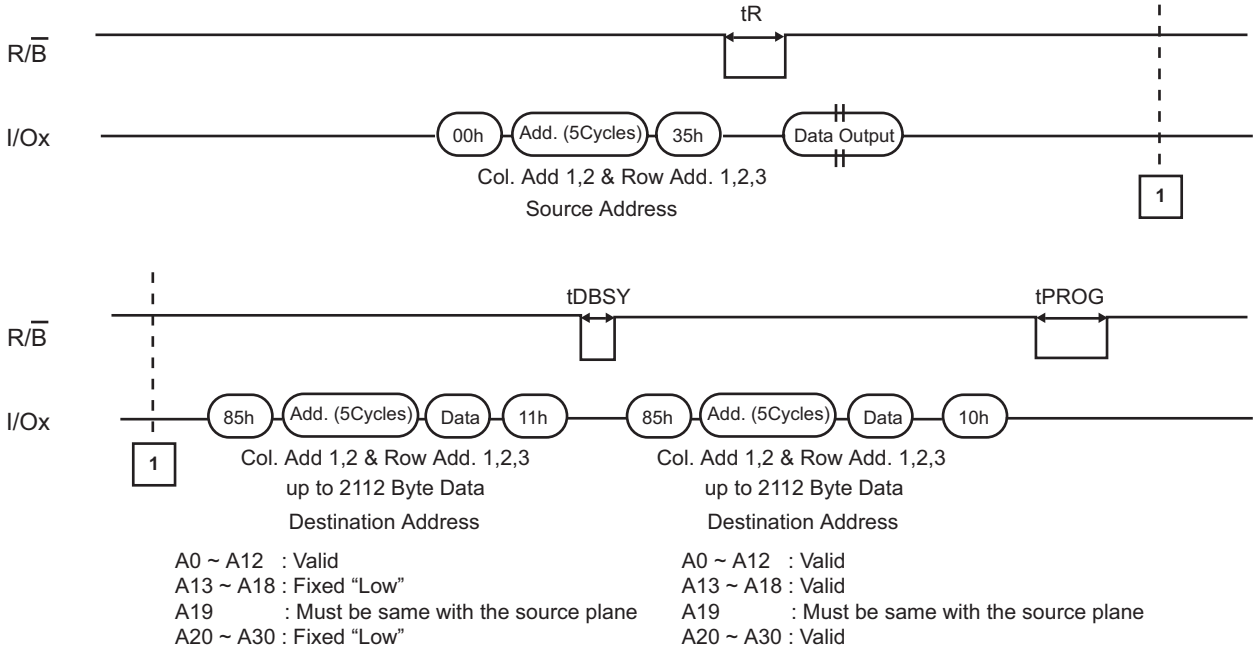 tR
R/B̅
I/Ox
00h Add. (5Cycles) 35h Data Output
Col. Add 1,2 & Row Add. 1,2,3
Source Address
1
tDBSY tPROG
R/B̅
I/Ox
85h Add. (5Cycles) Data 11h 85h Add. (5Cycles) Data 10h
1
Col. Add 1,2 & Row Add. 1,2,3 Col. Add 1,2 & Row Add. 1,2,3
up to 2112 Byte Data up to 2112 Byte Data
Destination Address Destination Address
A0 ~ A12 : Valid A0 ~ A12 : Valid
A13 ~ A18 : Fixed “Low” A13 ~ A18 : Valid
A19 : Must be same with the source plane A19 : Must be same with the source plane
A20 ~ A30 : Fixed “Low” A20 ~ A30 : Valid